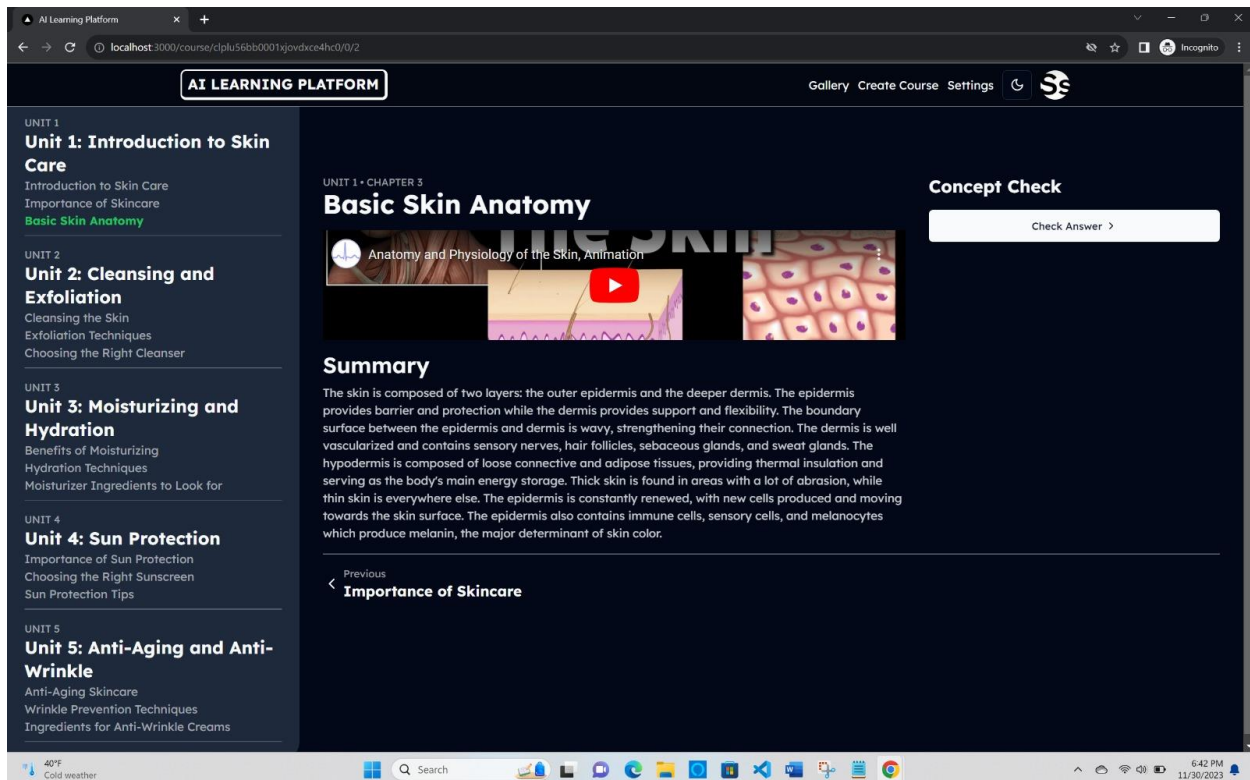 AI Learning Platform
localhost:3000/course/clplu56bb0001xjovdxce4hc0/0/2
Incognito
AI LEARNING PLATFORM
Gallery Create Course Settings
Ss
UNIT 1
Unit 1: Introduction to Skin
Care
Introduction to Skin Care
Importance of Skincare
Basic Skin Anatomy
UNIT 2
Unit 2: Cleansing and
Exfoliation
Cleansing the Skin
Exfoliation Techniques
Choosing the Right Cleanser
UNIT 3
Unit 3: Moisturizing and
Hydration
Benefits of Moisturizing
Hydration Techniques
Moisturizer Ingredients to Look for
UNIT 4
Unit 4: Sun Protection
Importance of Sun Protection
Choosing the Right Sunscreen
Sun Protection Tips
UNIT 5
Unit 5: Anti-Aging and Anti-
Wrinkle
Anti-Aging Skincare
Wrinkle Prevention Techniques
Ingredients for Anti-Wrinkle Creams
UNIT 1 • CHAPTER 3
Basic Skin Anatomy
The Skin
Anatomy and Physiology of the Skin, Animation
Summary
The skin is composed of two layers: the outer epidermis and the deeper dermis. The epidermis
provides barrier and protection while the dermis provides support and flexibility. The boundary
surface between the epidermis and dermis is wavy, strengthening their connection. The dermis is well
vascularized and contains sensory nerves, hair follicles, sebaceous glands, and sweat glands. The
hypodermis is composed of loose connective and adipose tissues, providing thermal insulation and
serving as the body's main energy storage. Thick skin is found in areas with a lot of abrasion, while
thin skin is everywhere else. The epidermis is constantly renewed, with new cells produced and moving
towards the skin surface. The epidermis also contains immune cells, sensory cells, and melanocytes
which produce melanin, the major determinant of skin color.
Previous
Importance of Skincare
Concept Check
Check Answer
40°F
Cold weather
Search
6:42 PM
11/30/2023